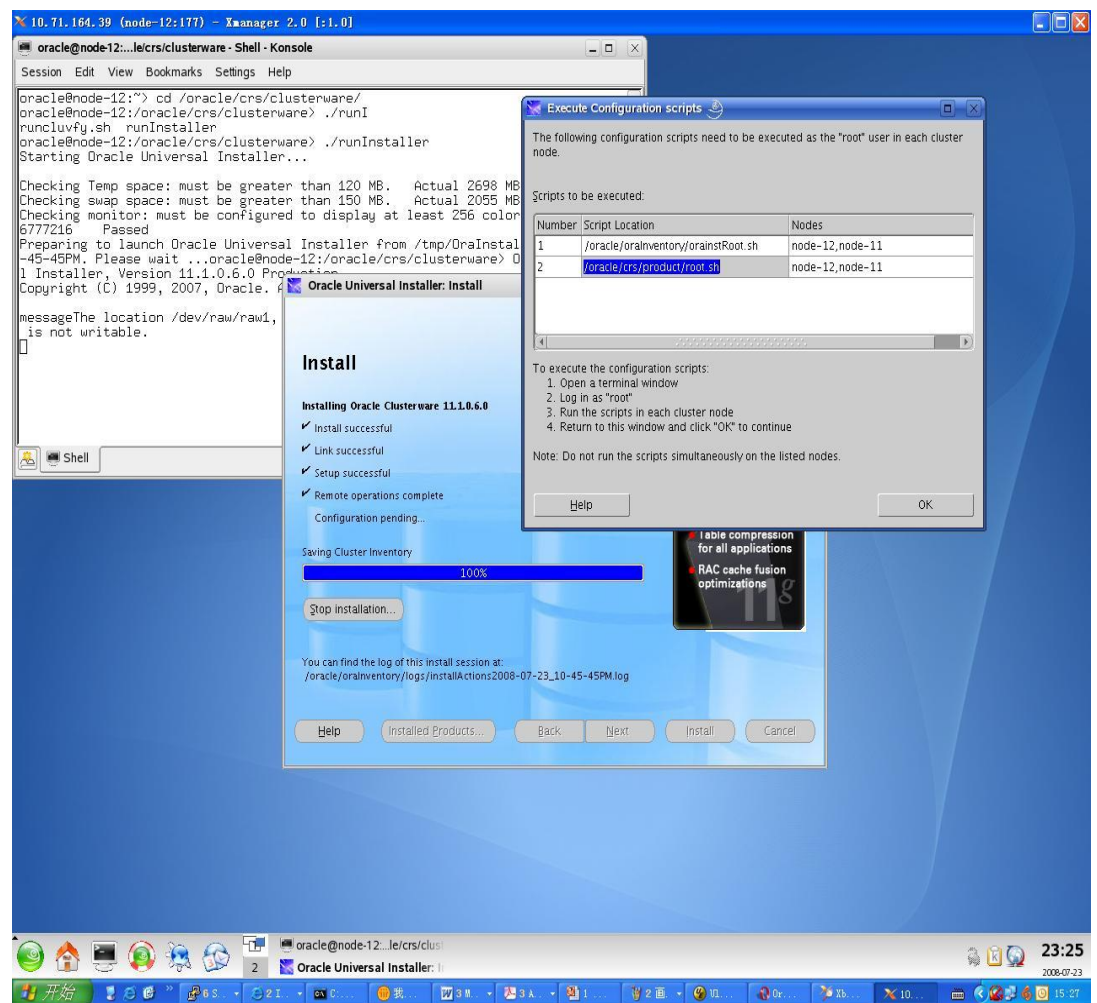 10.71.164.39 (node-12:177) - Xmanager 2.0 [:1.0]
oracle@node-12:...le/crs/clusterware - Shell - Konsole
Session Edit View Bookmarks Settings Help
oracle@node-12:~> cd /oracle/crs/clusterware/
oracle@node-12:/oracle/crs/clusterware> ./runI
runcluvfy.sh runInstaller
oracle@node-12:/oracle/crs/clusterware> ./runInstaller
Starting Oracle Universal Installer...
Checking Temp space: must be greater than 120 MB. Actual 2698 MB
Checking swap space: must be greater than 150 MB. Actual 2055 MB
Checking monitor: must be configured to display at least 256 color
6777216 Passed
Preparing to launch Oracle Universal Installer from /tmp/OraInstal
-45-45PM. Please wait ...oracle@node-12:/oracle/crs/clusterware> O
l Installer, Version 11.1.0.6.0 Production
Copyright (C) 1999, 2007, Oracle. A
messageThe location /dev/raw/raw1,
is not writable.
Shell
Execute Configuration scripts
The following configuration scripts need to be executed as the "root" user in each cluster
node.
Scripts to be executed:
Number Script Location Nodes
1 /oracle/oraInventory/orainstRoot.sh node-12,node-11
2 /oracle/crs/product/root.sh node-12,node-11
To execute the configuration scripts:
1. Open a terminal window
2. Log in as "root"
3. Run the scripts in each cluster node
4. Return to this window and click "OK" to continue
Note: Do not run the scripts simultaneously on the listed nodes.
Help OK
Oracle Universal Installer: Install
Install
Installing Oracle Clusterware 11.1.0.6.0
Install successful
Link successful
Setup successful
Remote operations complete
Configuration pending...
Saving Cluster Inventory
100%
Stop installation...
Table compression
for all applications
RAC cache fusion
optimizations
11g
You can find the log of this install session at:
/oracle/oraInventory/logs/installActions2008-07-23_10-45-45PM.log
Help Installed Products... Back Next Install Cancel
2
oracle@node-12:...le/crs/clust
Oracle Universal Installer: I
23:25
2008-07-23
开始 6 S.. 2 I.. C:... 我... 3 M.. 3 A.. 1 ... 2 画. Or... Xb... 10... 15:27